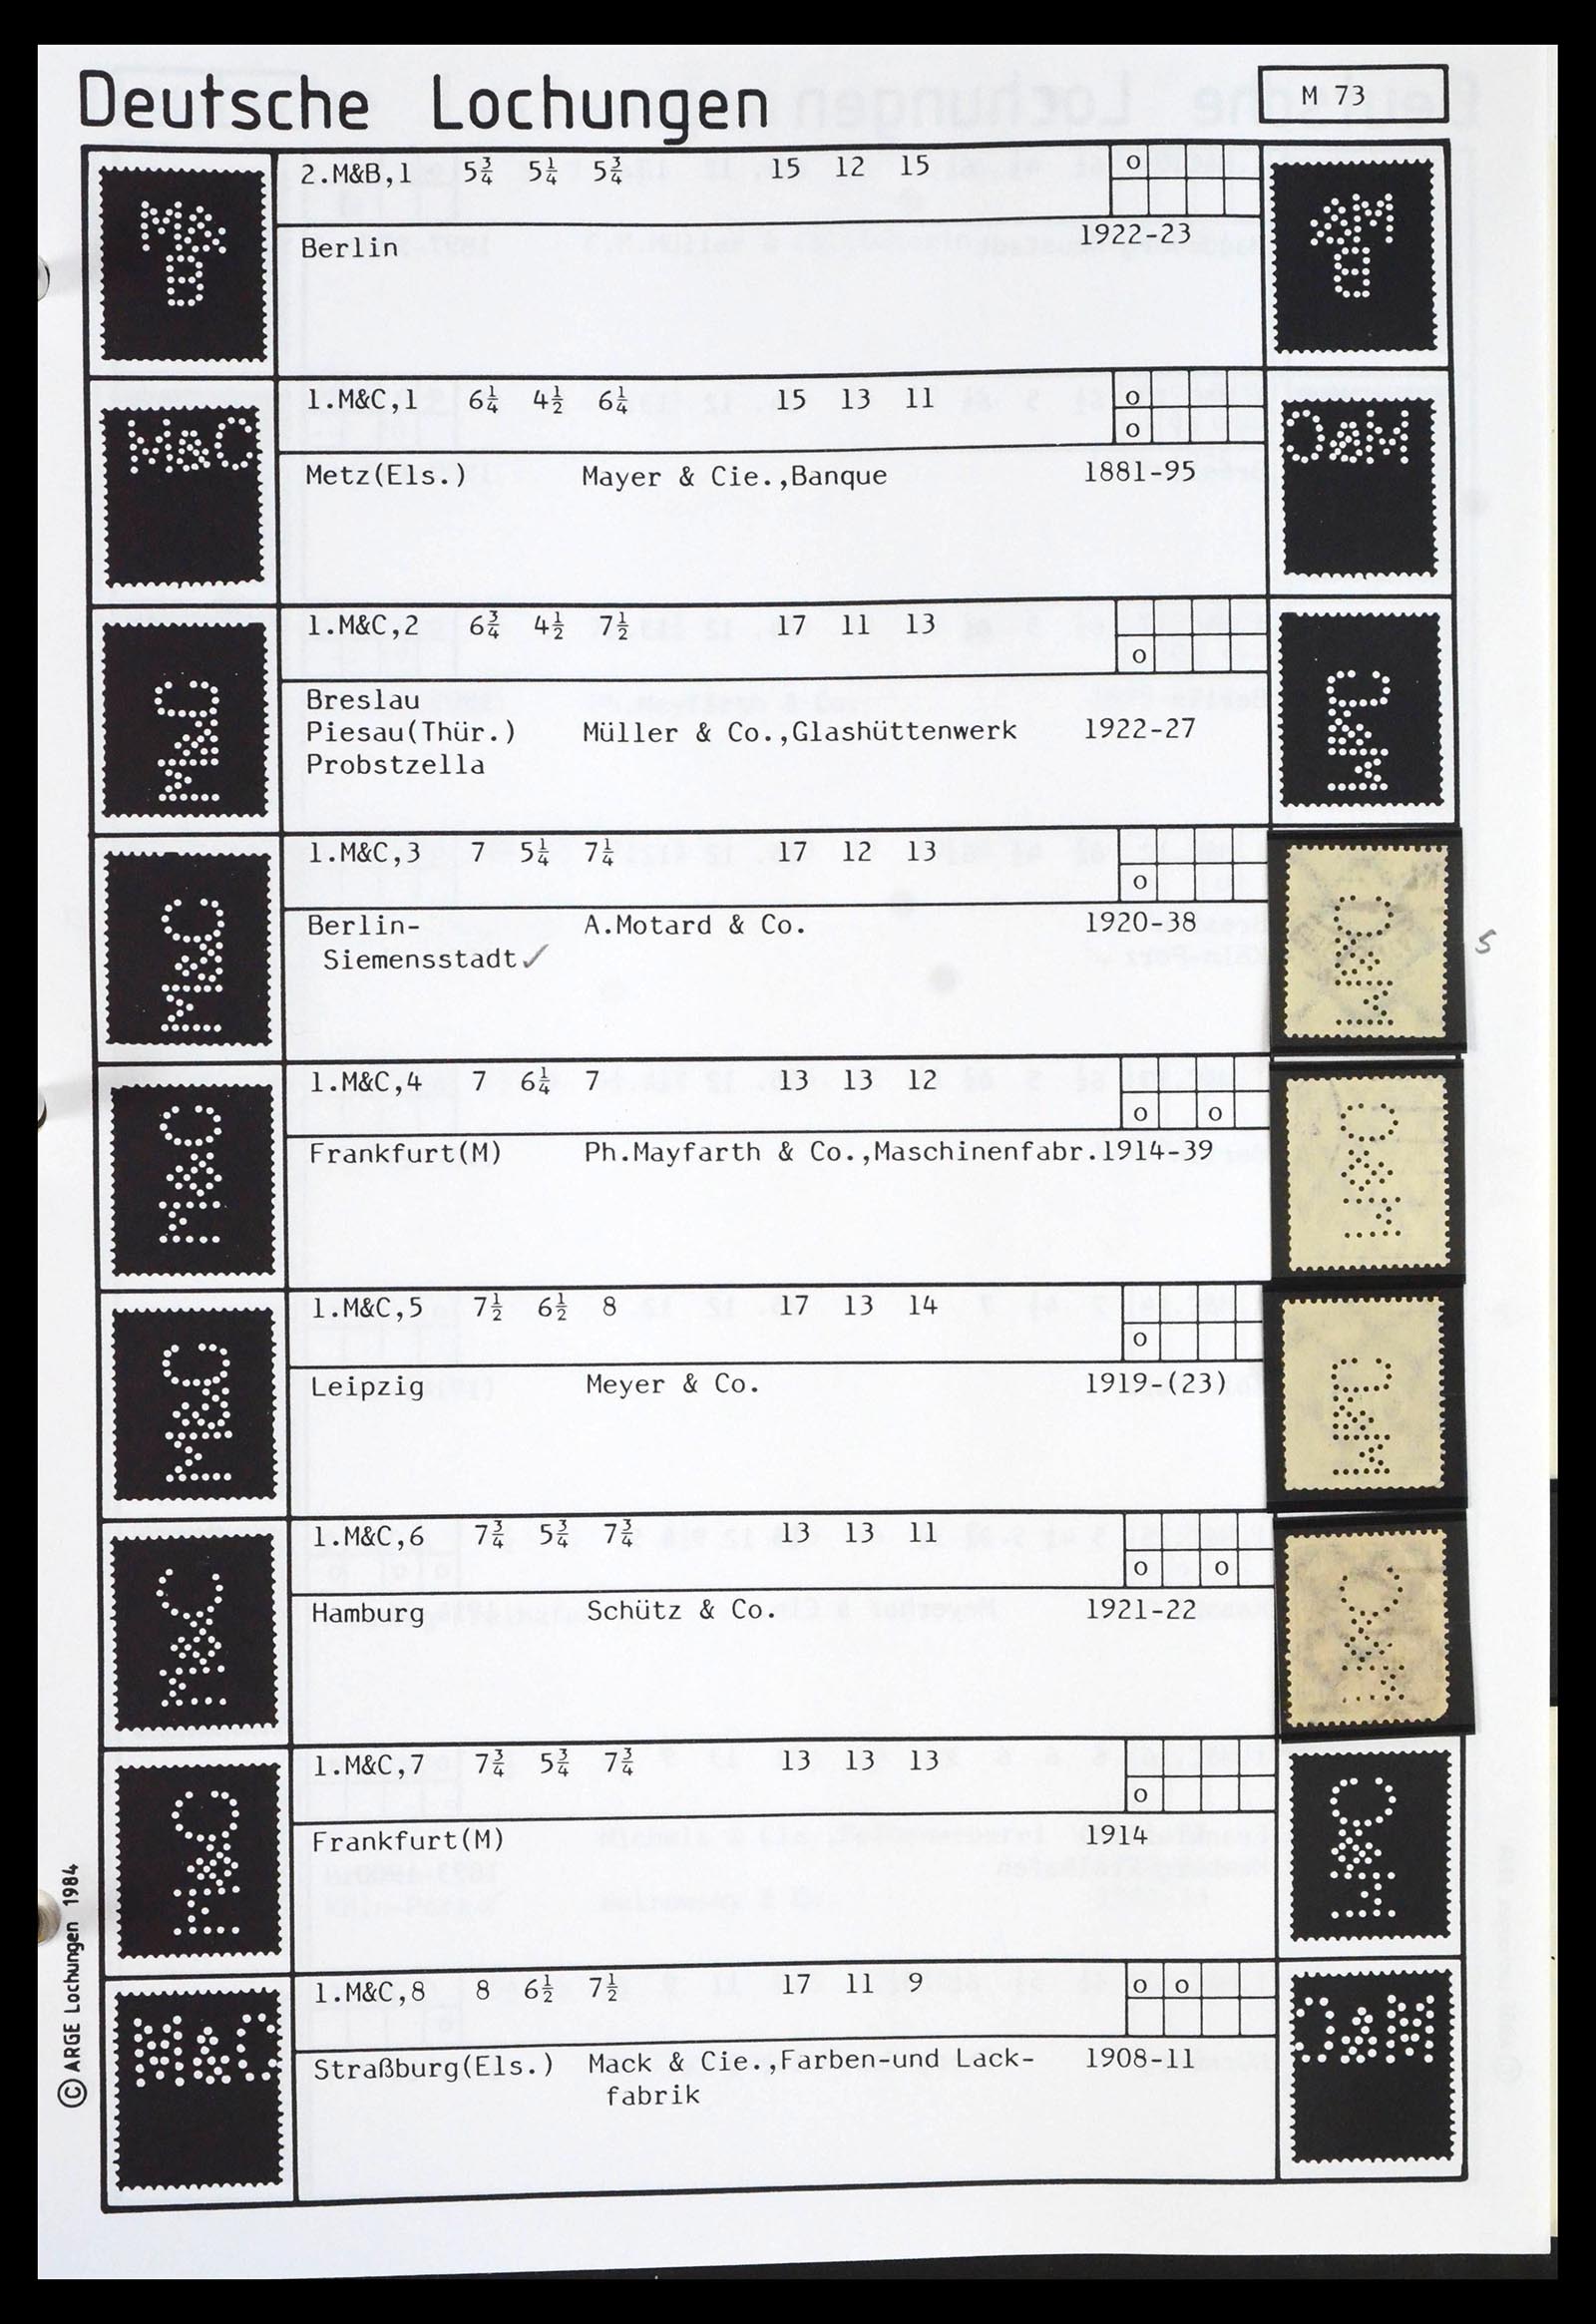 Deutsche Lochungen
M 73
2.M&B,1 5¾ 5¼ 5¾ 15 12 15 o
Berlin 1922-23
1.M&C,1 6¼ 4½ 6¼ 15 13 11 o
o
Metz(Els.) Mayer & Cie.,Banque 1881-95
M&C
1.M&C,2 6¾ 4½ 7½ 17 11 13
o
Breslau
Piesau(Thür.) Müller & Co.,Glashüttenwerk 1922-27
Probstzella
M&C
1.M&C,3 7 5¼ 7¼ 17 12 13
o
Berlin- A.Motard & Co. 1920-38
Siemensstadt✓
M&C
5
1.M&C,4 7 6¼ 7 13 13 12
o o
Frankfurt(M) Ph.Mayfarth & Co.,Maschinenfabr.1914-39
M&C
1.M&C,5 7½ 6½ 8 17 13 14
o
Leipzig Meyer & Co. 1919-(23)
M&C
1.M&C,6 7¾ 5¾ 7¾ 13 13 11
o o
Hamburg Schütz & Co. 1921-22
M&C
1.M&C,7 7¾ 5¾ 7¾ 13 13 13
o
Frankfurt(M) 1914
M&C
1.M&C,8 8 6½ 7½ 17 11 9 o o
Straßburg(Els.) Mack & Cie.,Farben-und Lack- 1908-11
fabrik
M&C
© ARGE Lochungen 1984